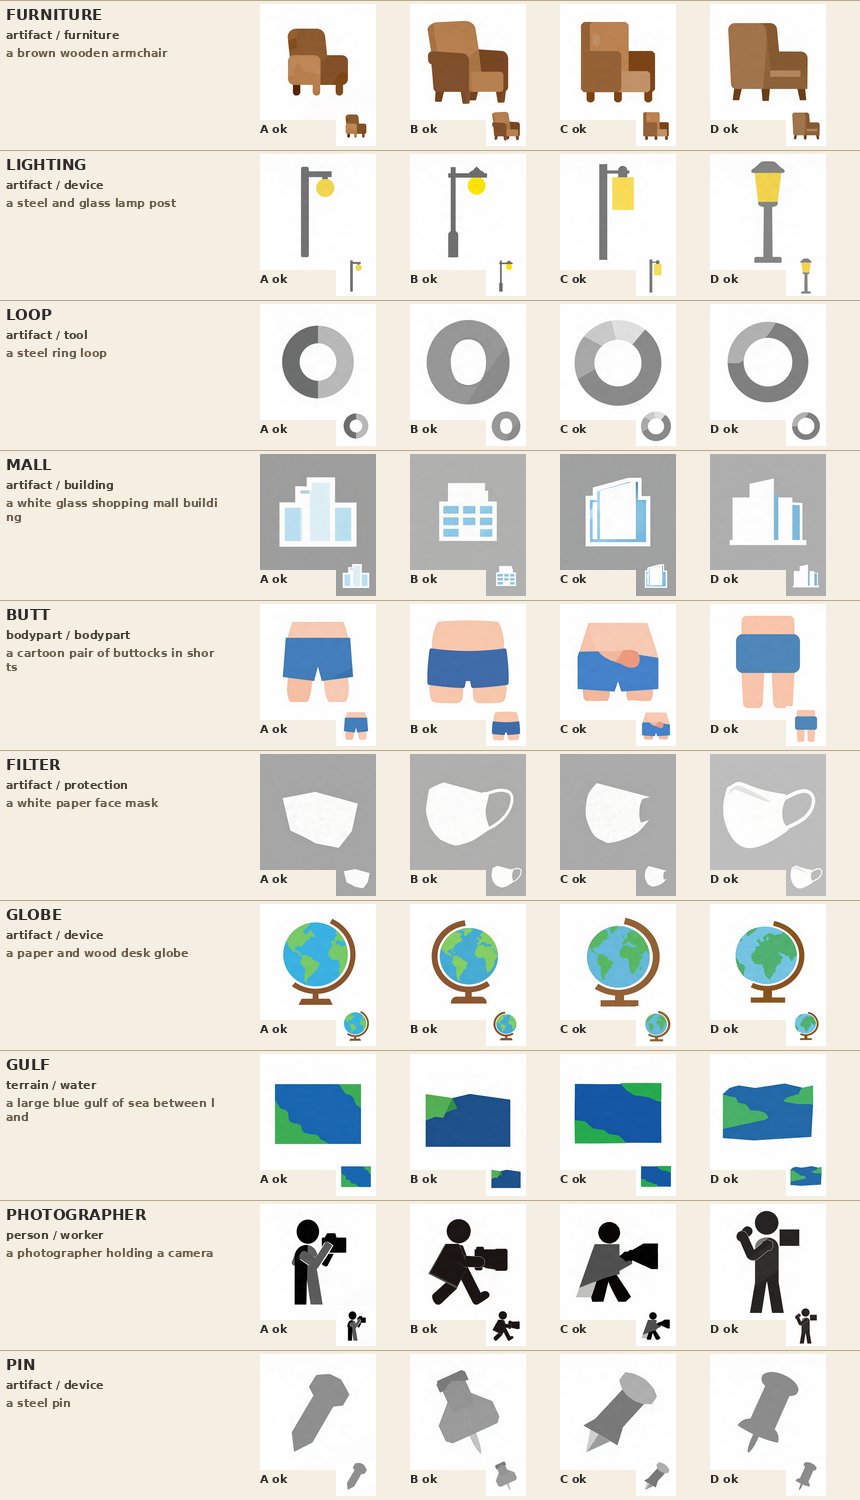 FURNITURE
artifact / furniture
a brown wooden armchair
A ok
B ok
C ok
D ok
LIGHTING
artifact / device
a steel and glass lamp post
A ok
B ok
C ok
D ok
LOOP
artifact / tool
a steel ring loop
A ok
B ok
C ok
D ok
MALL
artifact / building
a white glass shopping mall buildi
ng
A ok
B ok
C ok
D ok
BUTT
bodypart / bodypart
a cartoon pair of buttocks in shor
ts
A ok
B ok
C ok
D ok
FILTER
artifact / protection
a white paper face mask
A ok
B ok
C ok
D ok
GLOBE
artifact / device
a paper and wood desk globe
A ok
B ok
C ok
D ok
GULF
terrain / water
a large blue gulf of sea between l
and
A ok
B ok
C ok
D ok
PHOTOGRAPHER
person / worker
a photographer holding a camera
A ok
B ok
C ok
D ok
PIN
artifact / device
a steel pin
A ok
B ok
C ok
D ok